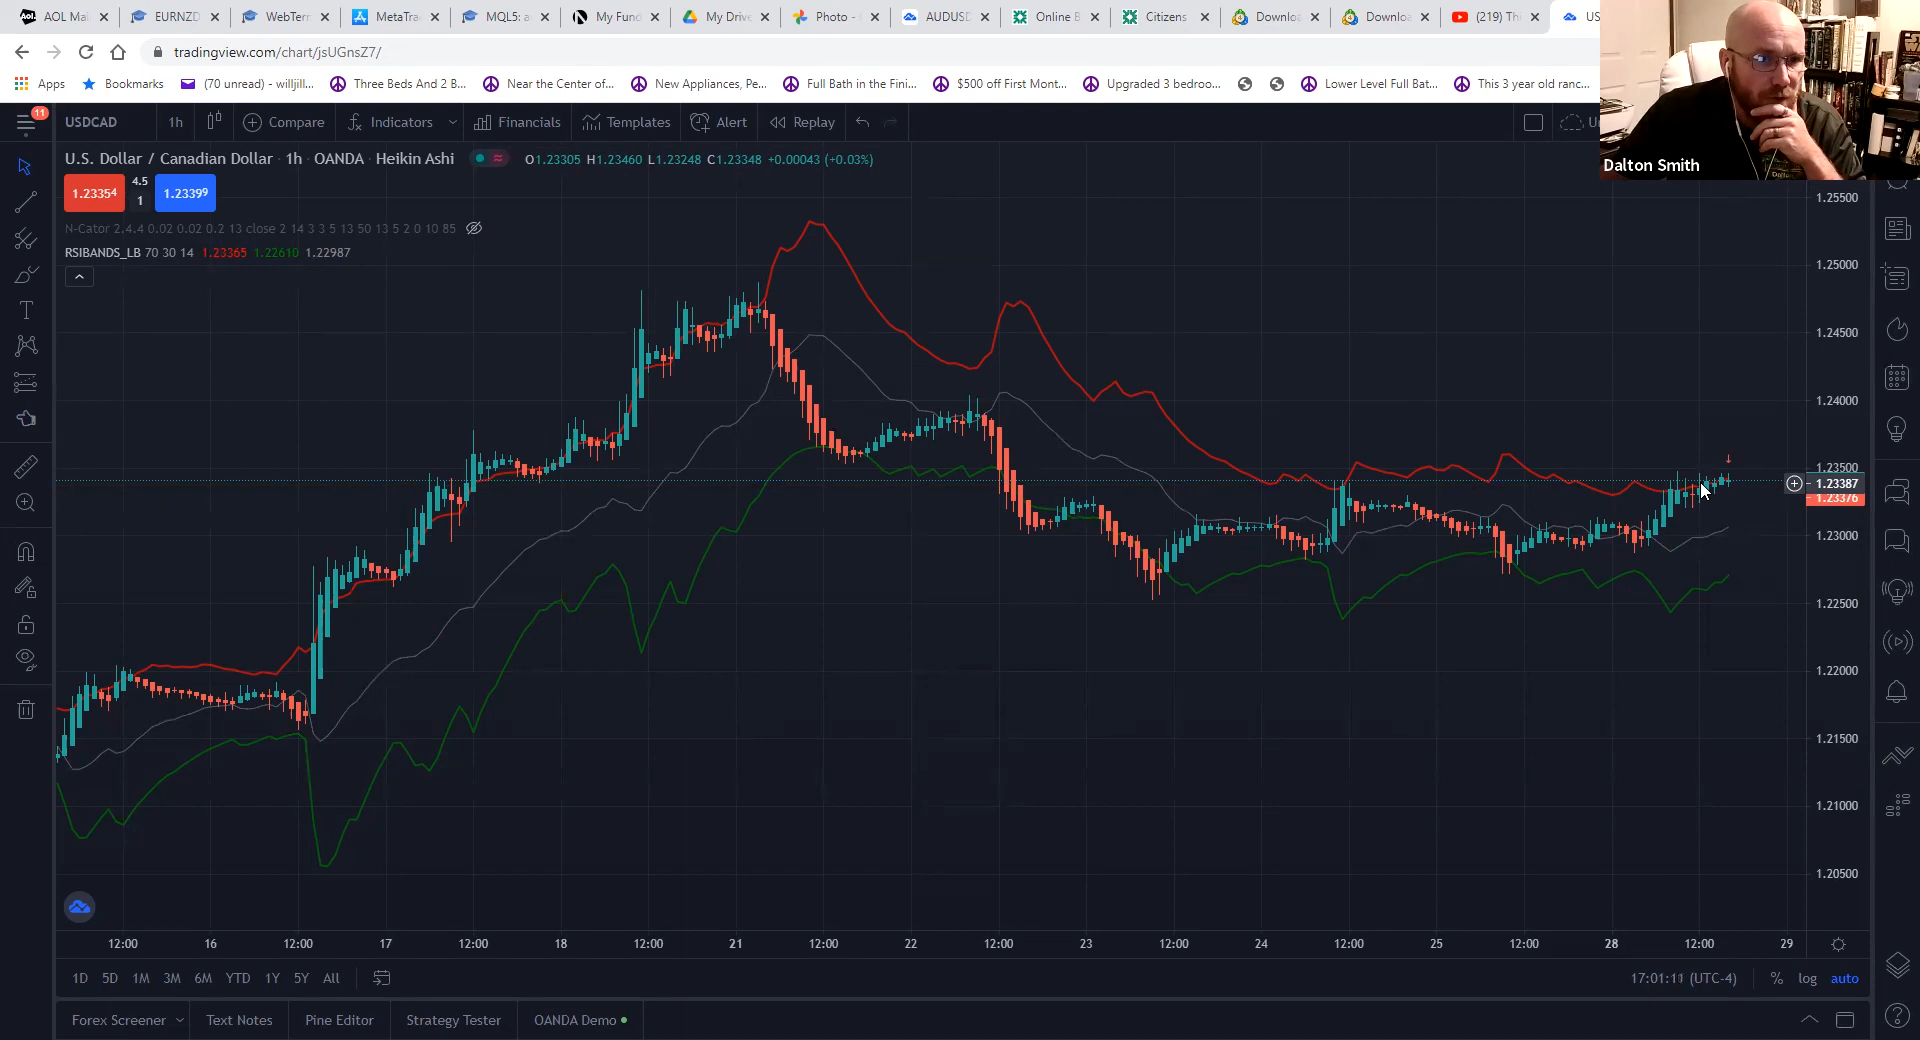 AOL Mai EURNZD WebTerr MetaTra MQL5: a My Fund My Drive Photo - AUDUSD Online B Citizens Downloa Downloa (219) Thi US
tradingview.com/chart/jsUGnsZ7/
Apps Bookmarks (70 unread) - willjill... Three Beds And 2 B... Near the Center of... New Appliances, Pe... Full Bath in the Fini... $500 off First Mont... Upgraded 3 bedroo... Lower Level Full Bat... This 3 year old ranc...
Dalton Smith
11
USDCAD 1h Compare Indicators Financials Templates Alert Replay
U.S. Dollar / Canadian Dollar · 1h · OANDA · Heikin Ashi O1.23305 H1.23460 L1.23248 C1.23348 +0.00043 (+0.03%)
1.23354 4.5 1 1.23399
N-Cator 2,4.4 0.02 0.02 0.2 13 close 2 14 3 3 5 13 50 13 5 2 0 10 85
RSIBANDS_LB 70 30 14 1.23365 1.22610 1.22987
1.25500
1.25000
1.24500
1.24000
1.23500
1.23387
1.23376
1.23000
1.22500
1.22000
1.21500
1.21000
1.20500
12:00 16 12:00 17 12:00 18 12:00 21 12:00 22 12:00 23 12:00 24 12:00 25 12:00 28 12:00 29
1D 5D 1M 3M 6M YTD 1Y 5Y All 17:01:11 (UTC-4) % log auto
Forex Screener Text Notes Pine Editor Strategy Tester OANDA Demo